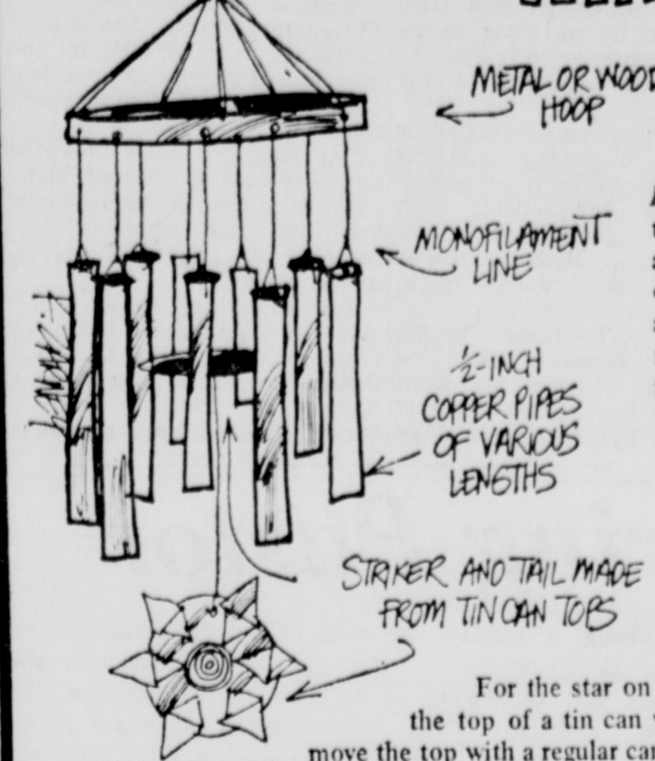 METAL OR WOOD
HOOP
MONOFILAMENT
LINE
½-INCH
COPPER PIPES
OF VARIOUS
LENGTHS
STRIKER AND TAIL MADE
FROM TIN CAN TOPS
For the star on
the top of a tin can
move the top with a regular can